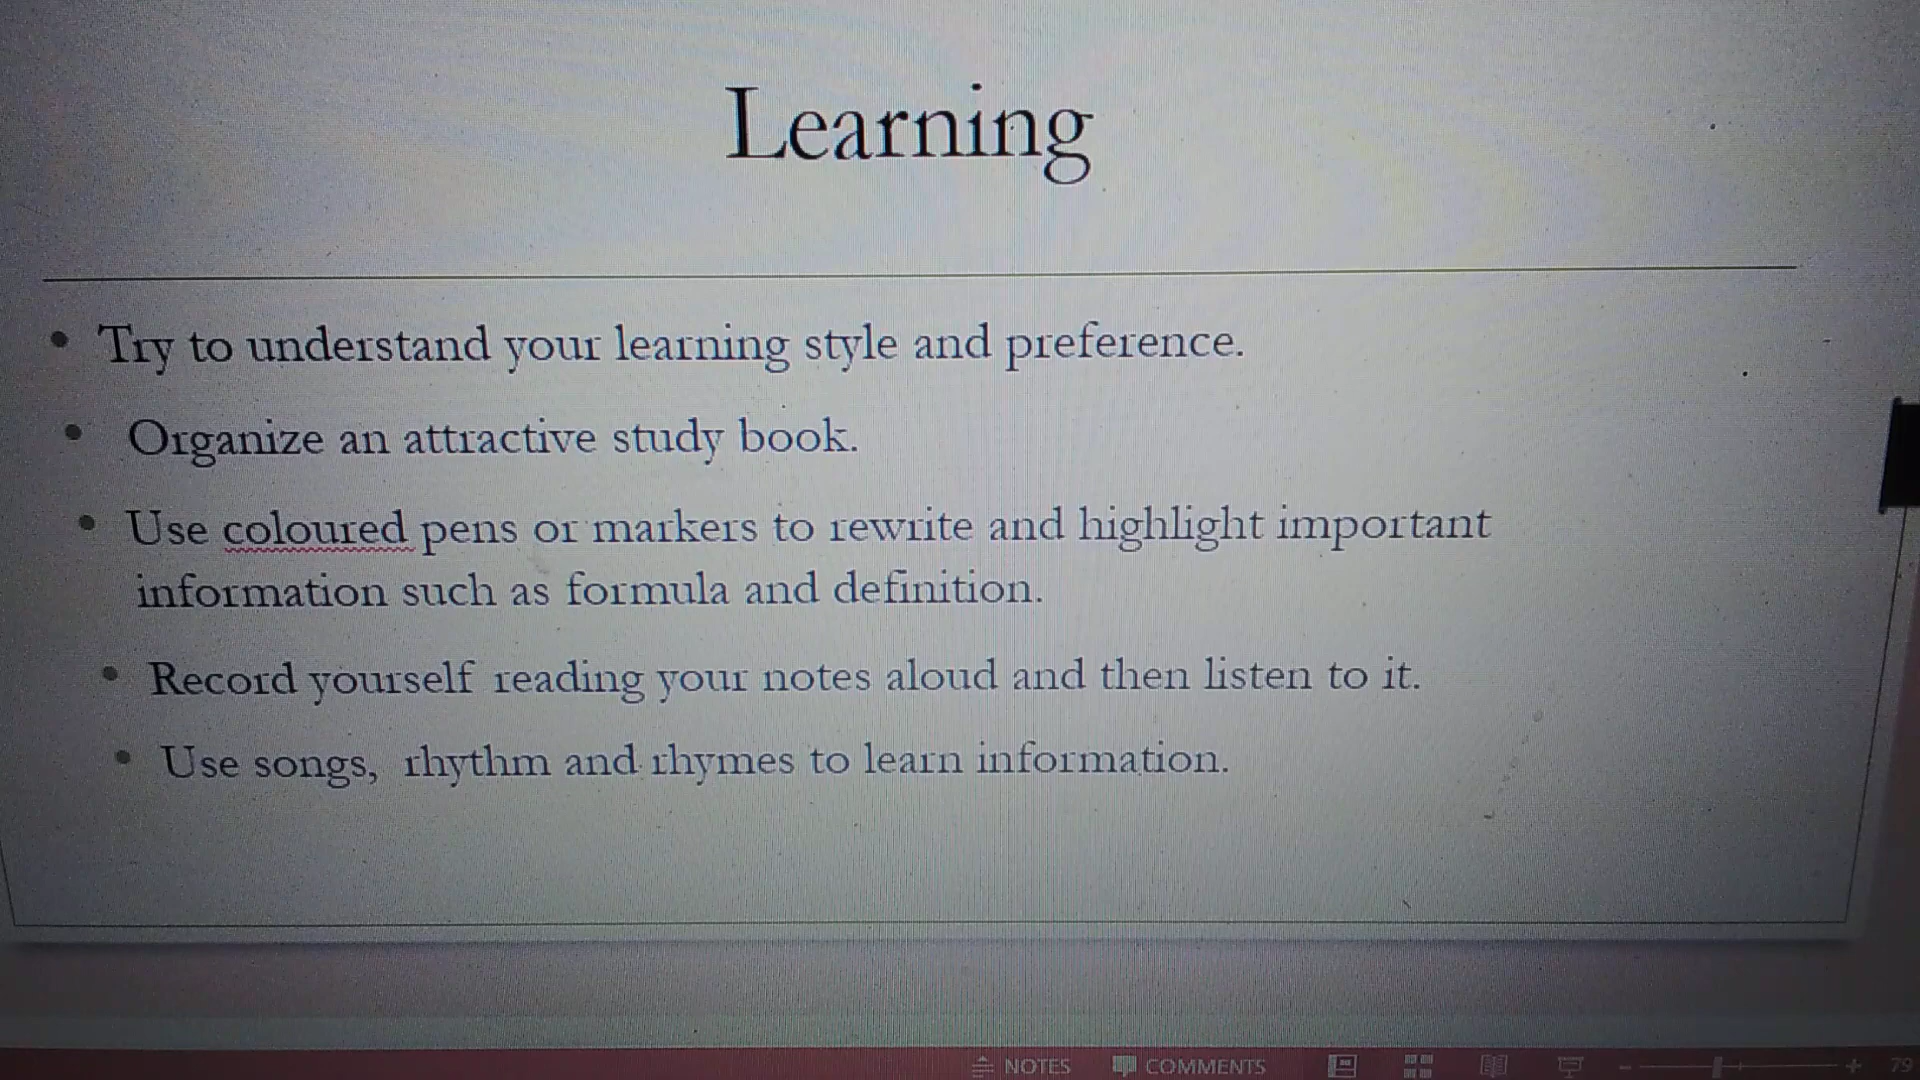 Learning
• Try to understand your learning style and preference.
• Organize an attractive study book.
• Use coloured pens or markers to rewrite and highlight important
information such as formula and definition.
• Record yourself reading your notes aloud and then listen to it.
• Use songs, rhythm and rhymes to learn information.
NOTES COMMENTS 79